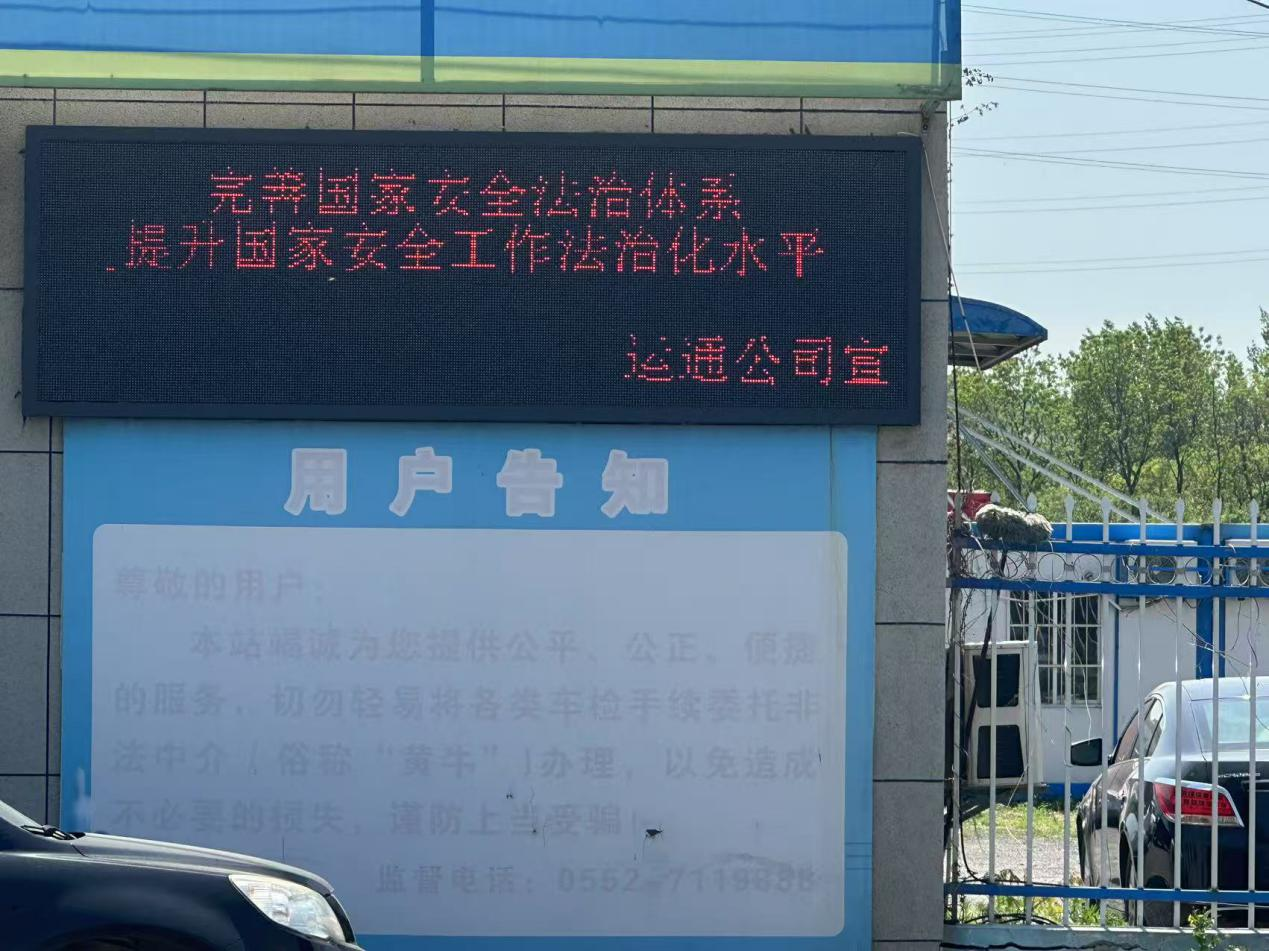 完善国家安全法治体系
提升国家安全工作法治化水平
运通公司宣
用户告知
尊敬的用户：
本站竭诚为您提供公平、公正、便捷
的服务，切勿轻易将各类车检手续委托非
法中介（俗称“黄牛”）办理，以免造成
不必要的损失，谨防上当受骗！
监督电话：0552-7119838